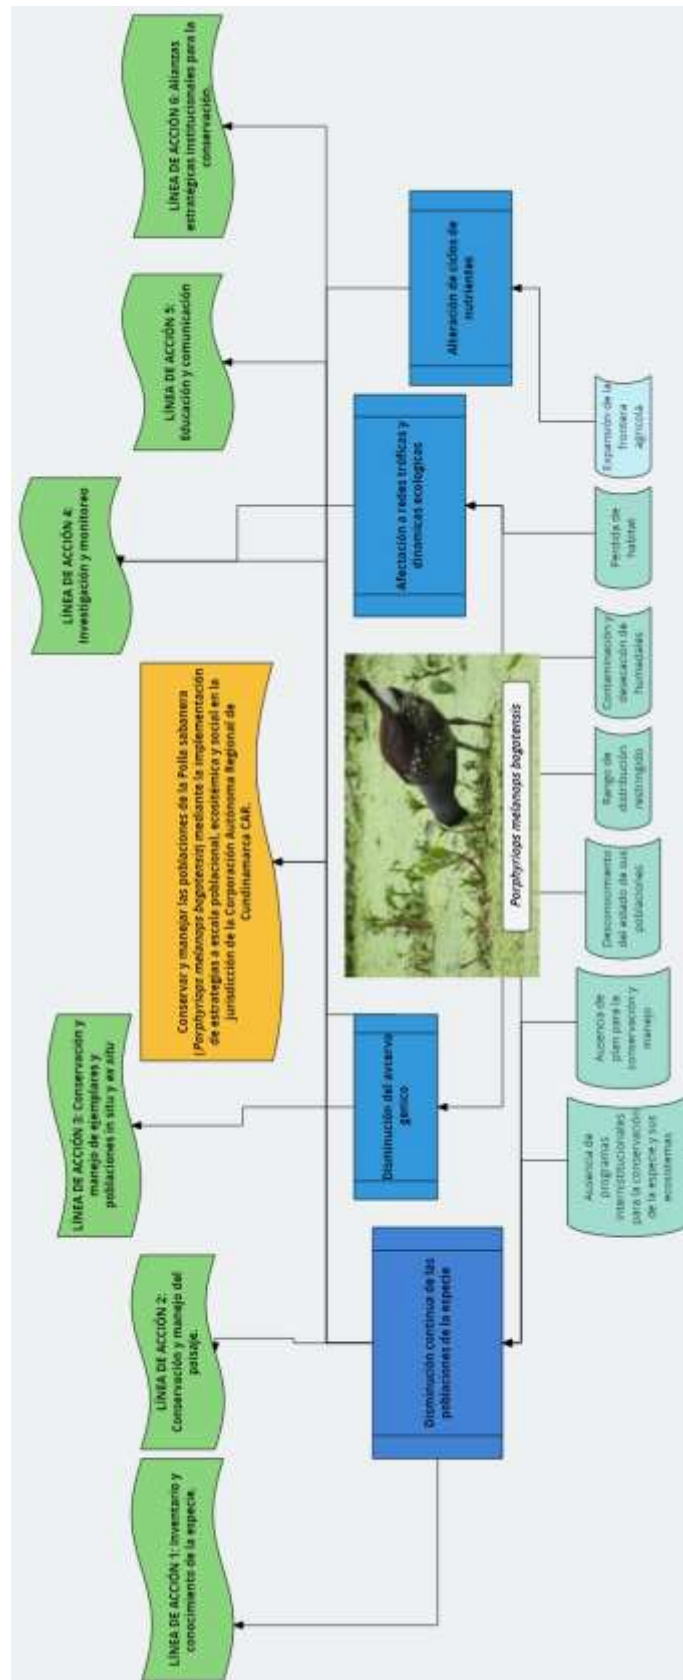 LÍNEA DE ACCIÓN 1: Inventario y
conocimiento de la especie.
LÍNEA DE ACCIÓN 2:
Conservación y manejo del
paisaje.
LÍNEA DE ACCIÓN 3: Conservación y
manejo de ejemplares y
poblaciones in situ y ex situ
LÍNEA DE ACCIÓN 4:
Investigación y monitoreo
LÍNEA DE ACCIÓN 5:
Educación y comunicación
LÍNEA DE ACCIÓN 6: Alianzas
estratégicas institucionales para la
conservación.
Conservar y manejar las poblaciones de la Polla sabanera
(Porphyriops melanops bogotensis) mediante la implementación
de estrategias a escala poblacional, ecositémica y social en la
jurisdicción de la Corporación Autónoma Regional de
Cundinamarca CAR.
Disminución continua de las
poblaciones de la especie
Disminución del
genico
Afectación a redes tróficas y
dinamicas ecologicas
Alteración de ciclos de
nutrientes
Porphyriops melanops bogotensis
Ausencia de
programas
interinstitucionales
para la conservación
de la especie y sus
ecosistemas
Ausencia de
plan para la
conservación y
manejo
Desconocimiento
del estado de sus
poblaciones
Rango de
distribución
restringido
Contaminación y
desecación de
humedales
Perdida de
habitat
Expansión de la
frontera
agrícola